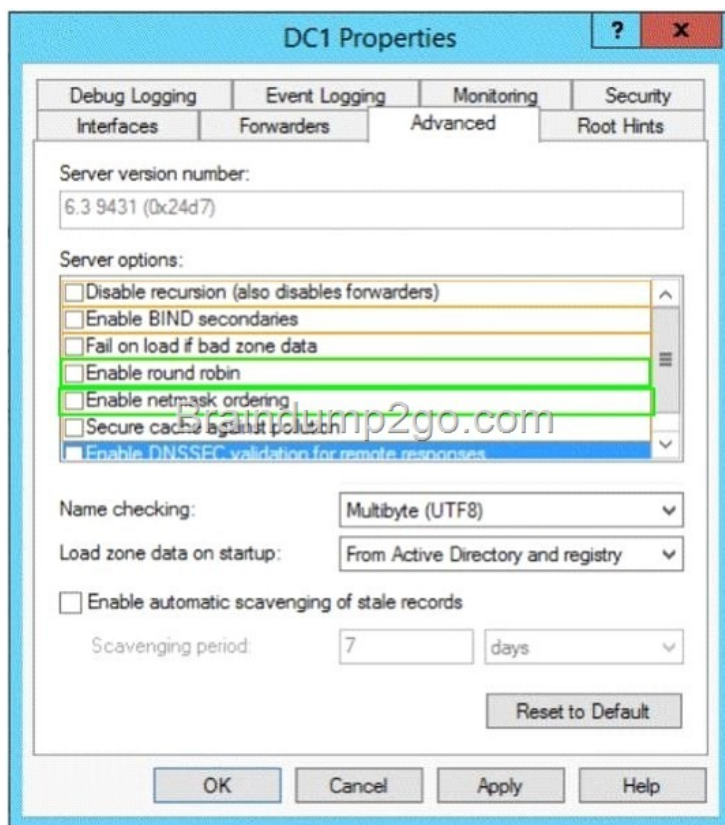 DC1 Properties
?
x
Debug Logging
Event Logging
Monitoring
Security
Interfaces
Forwarders
Advanced
Root Hints
Server version number:
6.3 9431 (0x24d7)
Server options:
Disable recursion (also disables forwarders)
Enable BIND secondaries
Fail on load if bad zone data
Enable round robin
Enable netmask ordering
Braindump2go.com
Secure cache against pollution
Enable DNSSEC validation for remote responses
Name checking:
Multibyte (UTF8)
Load zone data on startup:
From Active Directory and registry
Enable automatic scavenging of stale records
Scavenging period:
7
days
Reset to Default
OK
Cancel
Apply
Help